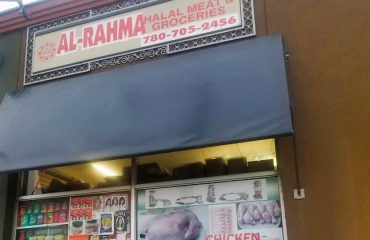 AL-RAHMA
HALAL MEAT &
GROCERIES
780-705-2456
CHICKEN